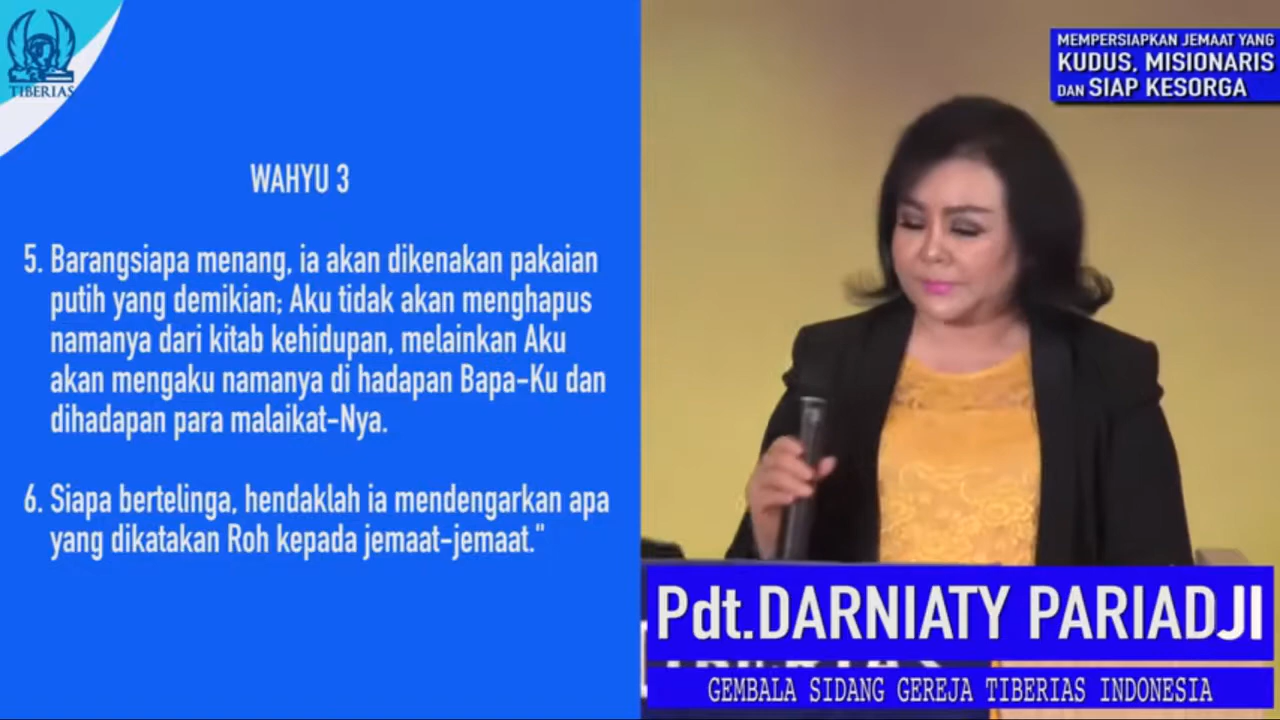 TIBERIAS
WAHYU 3
5. Barangsiapa menang, ia akan dikenakan pakaian
putih yang demikian; Aku tidak akan menghapus
namanya dari kitab kehidupan, melainkan Aku
akan mengaku namanya di hadapan Bapa-Ku dan
dihadapan para malaikat-Nya.
6. Siapa bertelinga, hendaklah ia mendengarkan apa
yang dikatakan Roh kepada jemaat-jemaat."
MEMPERSIAPKAN JEMAAT YANG
KUDUS, MISIONARIS
DAN SIAP KESORGA
Pdt.DARNIATY PARIADJI
GEMBALA SIDANG GEREJA TIBERIAS INDONESIA